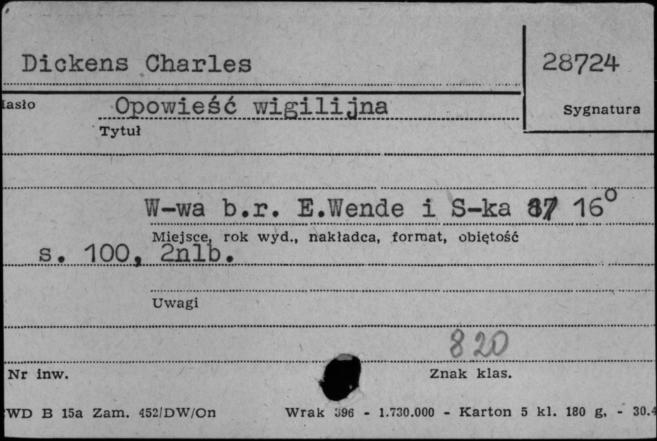 Dickens Charles
28724
Hasło
Opowieść wigilijna
Sygnatura
Tytuł
W-wa b.r. E.Wende i S-ka 16°
Miejsce, rok wyd., nakładca, format, objętość
s. 100, 2nlb.
Uwagi
820
Nr inw.
Znak klas.
WD B 15a Zam. 452/DW/On Wrak 396 - 1.730.000 - Karton 5 kl. 180 g, - 30.4